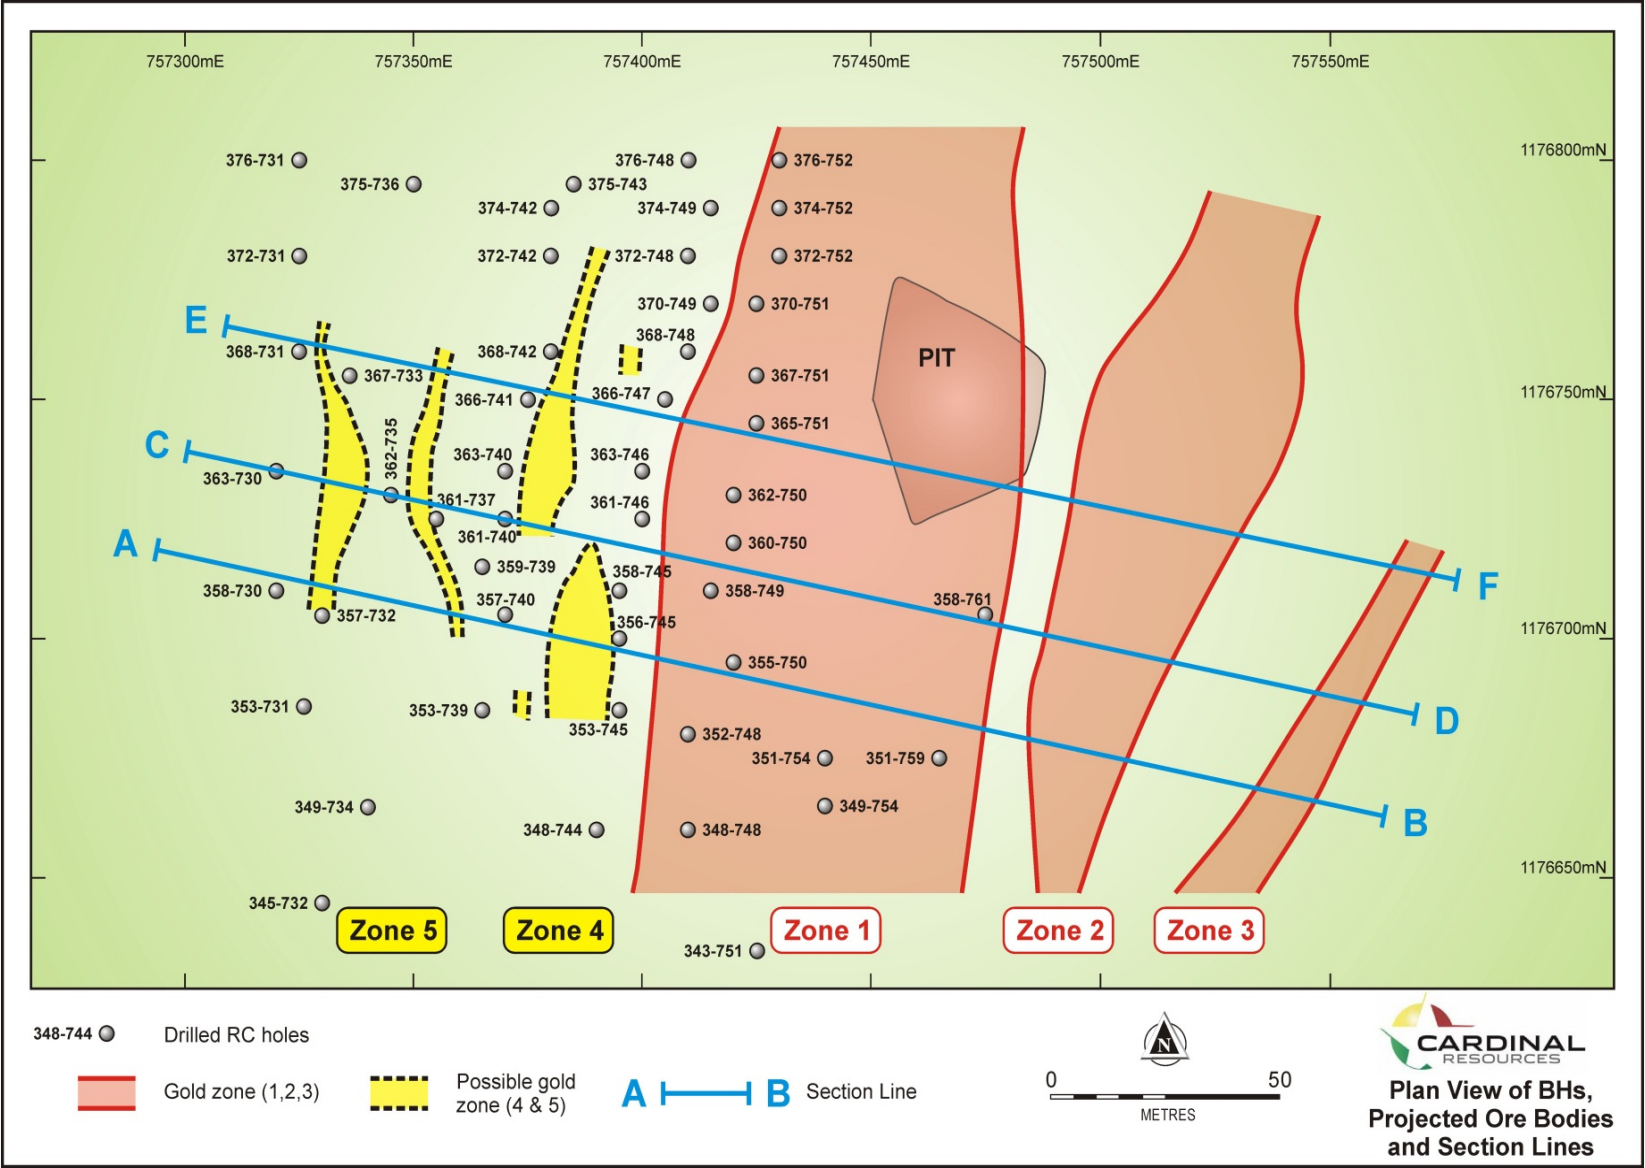 757300mE 757350mE 757400mE 757450mE 757500mE 757550mE
1176800mN
376-731 376-748 376-752
375-736 375-743
374-742 374-749 374-752
372-731 372-742 372-748 372-752
370-749 370-751
E
368-748
368-731 368-742
PIT
367-733 367-751
366-741 366-747
1176750mN
365-751
362-735
C
363-730 363-740 363-746
362-750
361-737 361-746
361-740
A
360-750
359-739 358-745
F
358-730 358-749
357-740 358-761
357-732 356-745
1176700mN
355-750
353-731 353-739
D
353-745 352-748
351-754 351-759
349-734 349-754
B
348-744 348-748
1176650mN
345-732
Zone 5 Zone 4 Zone 1 Zone 2 Zone 3
343-751
348-744 Drilled RC holes
Gold zone (1,2,3)
Possible gold
zone (4 & 5)
A B Section Line
N
0 50
METRES
CARDINAL
RESOURCES
Plan View of BHs,
Projected Ore Bodies
and Section Lines